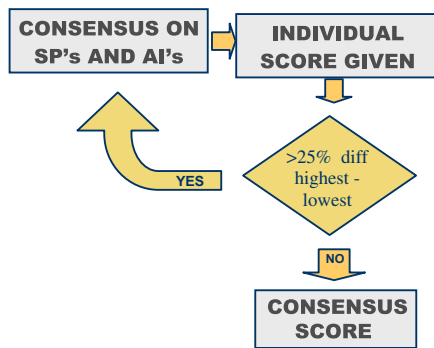 CONSENSUS ON
SP's AND AI's
INDIVIDUAL
SCORE GIVEN
>25% diff
highest -
lowest
YES
NO
CONSENSUS
SCORE